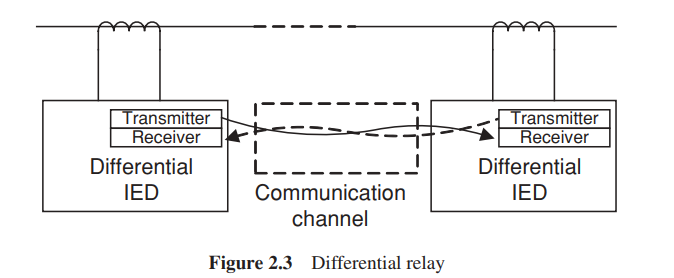 Transmitter
Receiver
Differential
IED
Communication
channel
Transmitter
Receiver
Differential
IED
Figure 2.3 Differential relay